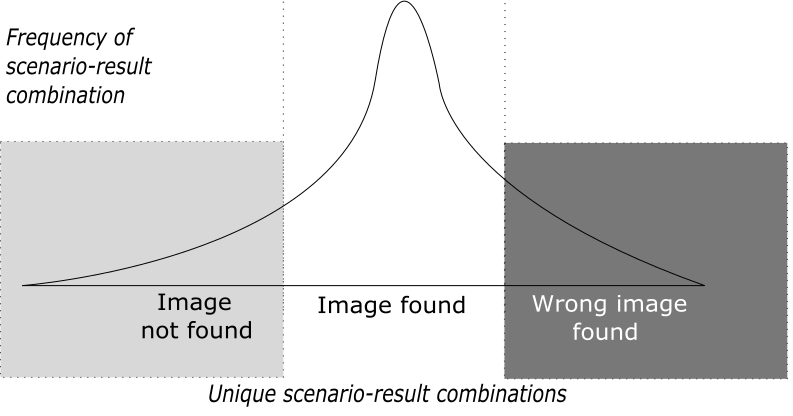 Frequency of
scenario-result
combination
Image
not found
Image found
Wrong image
found
Unique scenario-result combinations